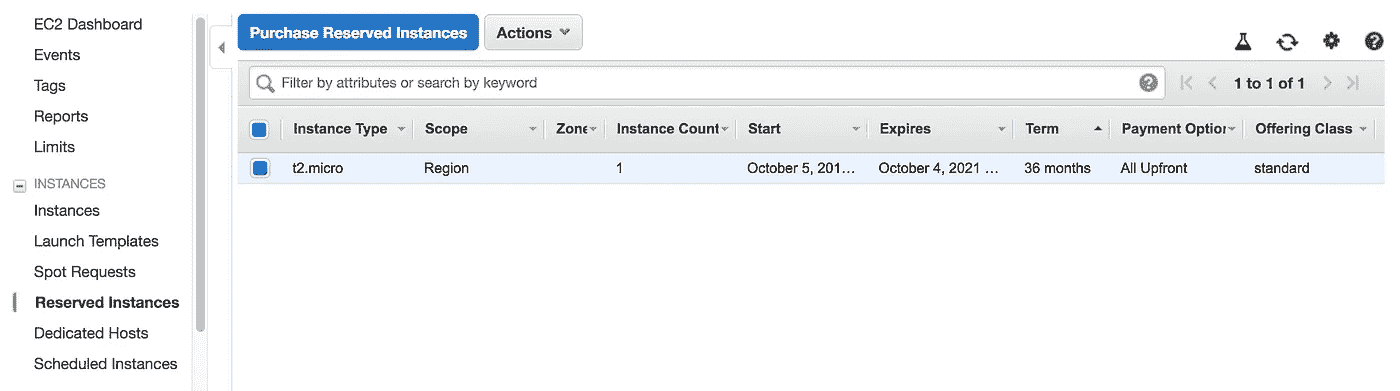 EC2 Dashboard
Events
Tags
Reports
Limits
INSTANCES
Instances
Launch Templates
Spot Requests
Reserved Instances
Dedicated Hosts
Scheduled Instances
Purchase Reserved Instances Actions
Filter by attributes or search by keyword 1 to 1 of 1
Instance Type Scope Zone Instance Count Start Expires Term Payment Option Offering Class
t2.micro Region 1 October 5, 201... October 4, 2021 ... 36 months All Upfront standard